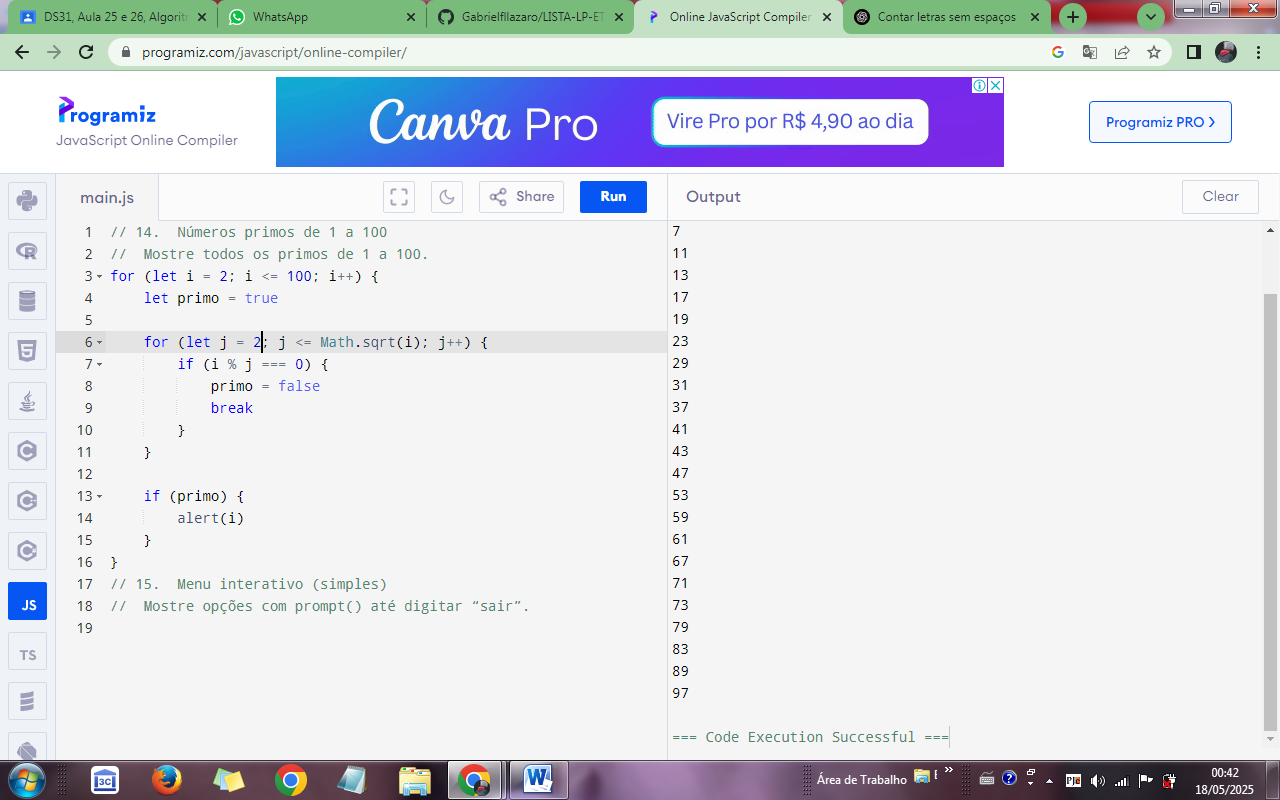 DS31, Aula 25 e 26, Algoritr
WhatsApp
Gabrielfllazaro/LISTA-LP-ET
Online JavaScript Compiler
Contar letras sem espaços
programiz.com/javascript/online-compiler/
Programiz
JavaScript Online Compiler
Canva Pro
Vire Pro por R$ 4,90 ao dia
Programiz PRO
main.js
Share
Run
Output
Clear
1 // 14.  Números primos de 1 a 100
2 //  Mostre todos os primos de 1 a 100.
3 for (let i = 2; i <= 100; i++) {
4     let primo = true
5
6     for (let j = 2; j <= Math.sqrt(i); j++) {
7         if (i % j === 0) {
8             primo = false
9             break
10         }
11     }
12
13     if (primo) {
14         alert(i)
15     }
16 }
17 // 15.  Menu interativo (simples)
18 //  Mostre opções com prompt() até digitar “sair”.
19
7
11
13
17
19
23
29
31
37
41
43
47
53
59
61
67
71
73
79
83
89
97
=== Code Execution Successful ===
JS
TS
3C
Área de Trabalho
00:42
18/05/2025